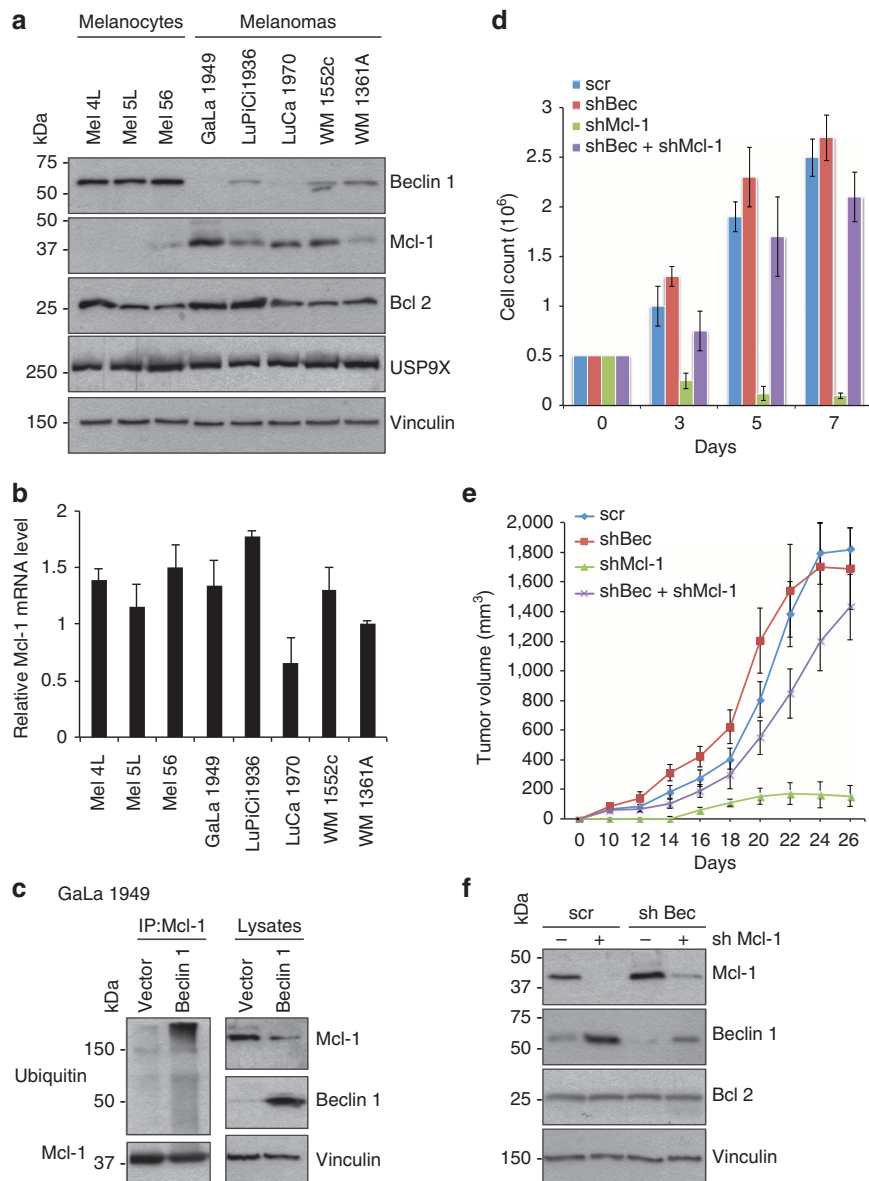 a
Melanocytes
Melanomas
kDa
Mel 4L
Mel 5L
Mel 56
GaLa 1949
LuPiCi1936
LuCa 1970
WM 1552c
WM 1361A
75
50
Beclin 1
50
37
Mcl-1
25
Bcl 2
250
USP9X
150
Vinculin
b
Relative Mcl-1 mRNA level
2
1.5
1
0.5
0
Mel 4L
Mel 5L
Mel 56
GaLa 1949
LuPiCi1936
LuCa 1970
WM 1552c
WM 1361A
c
GaLa 1949
IP:Mcl-1
Lysates
kDa
Vector
Beclin 1
Vector
Beclin 1
150
Ubiquitin
50
Mcl-1
37
Mcl-1
Beclin 1
Vinculin
d
scr
shBec
shMcl-1
shBec + shMcl-1
Cell count (10⁶)
3
2.5
2
1.5
1
0.5
0
0 3 5 7
Days
e
scr
shBec
shMcl-1
shBec + shMcl-1
Tumor volume (mm³)
2,000
1,800
1,600
1,400
1,200
1,000
800
600
400
200
0
0 10 12 14 16 18 20 22 24 26
Days
f
kDa
scr
sh Bec
– + – + sh Mcl-1
50
37
Mcl-1
75
50
Beclin 1
25
Bcl 2
150
Vinculin